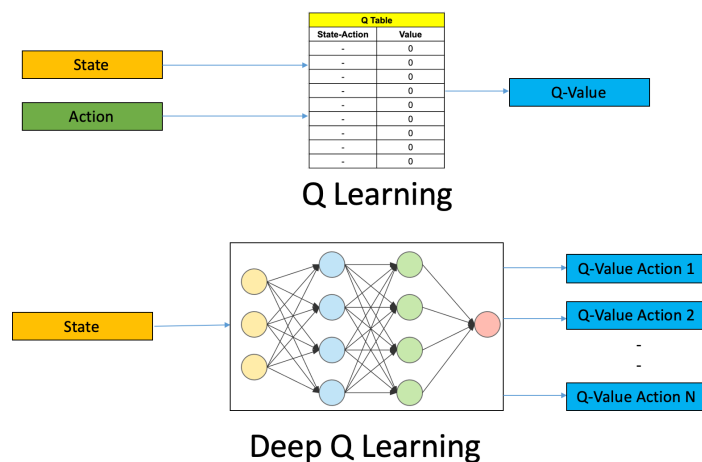 Q Table
State-Action Value
- 0
- 0
- 0
- 0
- 0
- 0
- 0
- 0
- 0
State
Action
Q-Value
Q Learning
State
Q-Value Action 1
Q-Value Action 2
-
-
Q-Value Action N
Deep Q Learning